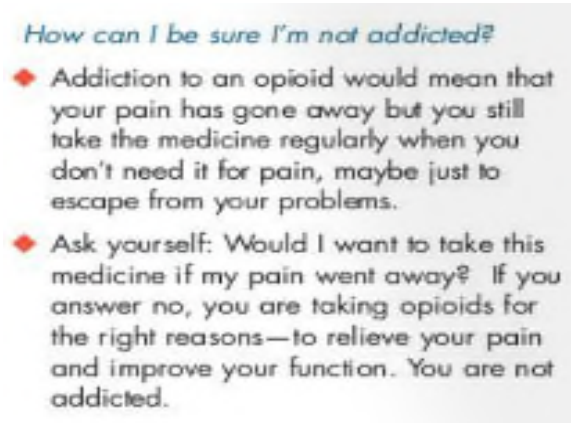 How can I be sure I'm not addicted?
Addiction to an opioid would mean that
your pain has gone away but you still
take the medicine regularly when you
don't need it for pain, maybe just to
escape from your problems.
Ask yourself: Would I want to take this
medicine if my pain went away? If you
answer no, you are taking opioids for
the right reasons—to relieve your pain
and improve your function. You are not
addicted.